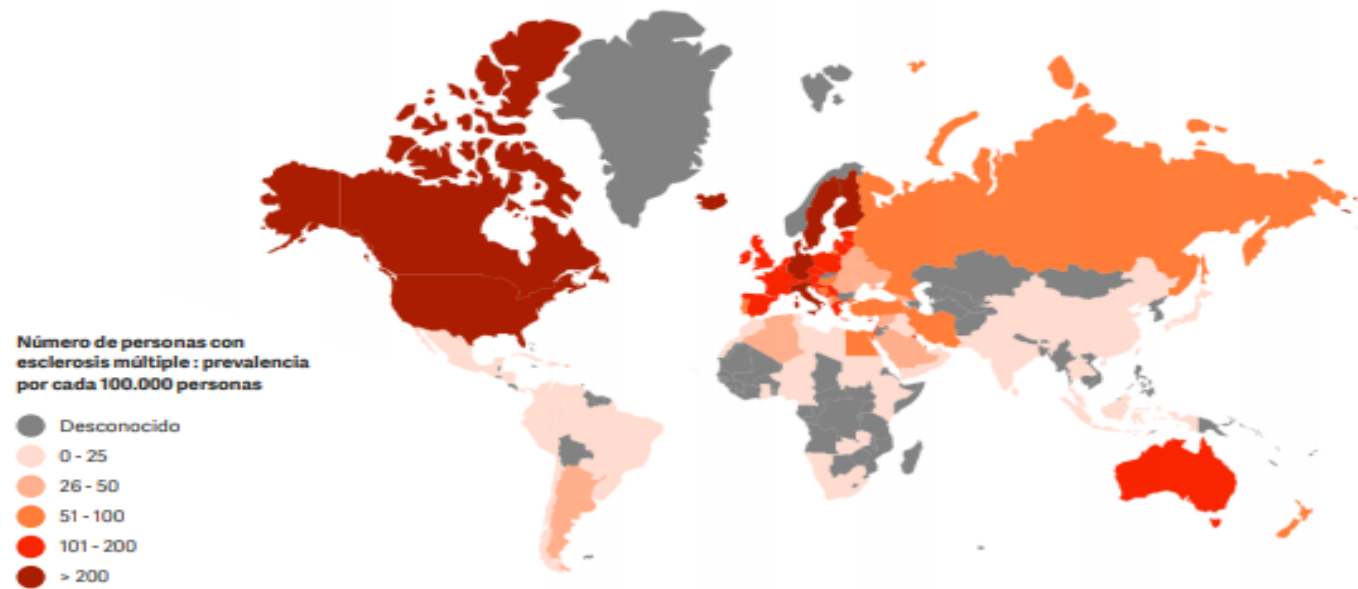 Número de personas con
esclerosis múltiple : prevalencia
por cada 100.000 personas
Desconocido
0 - 25
26 - 50
51 - 100
101 - 200
> 200